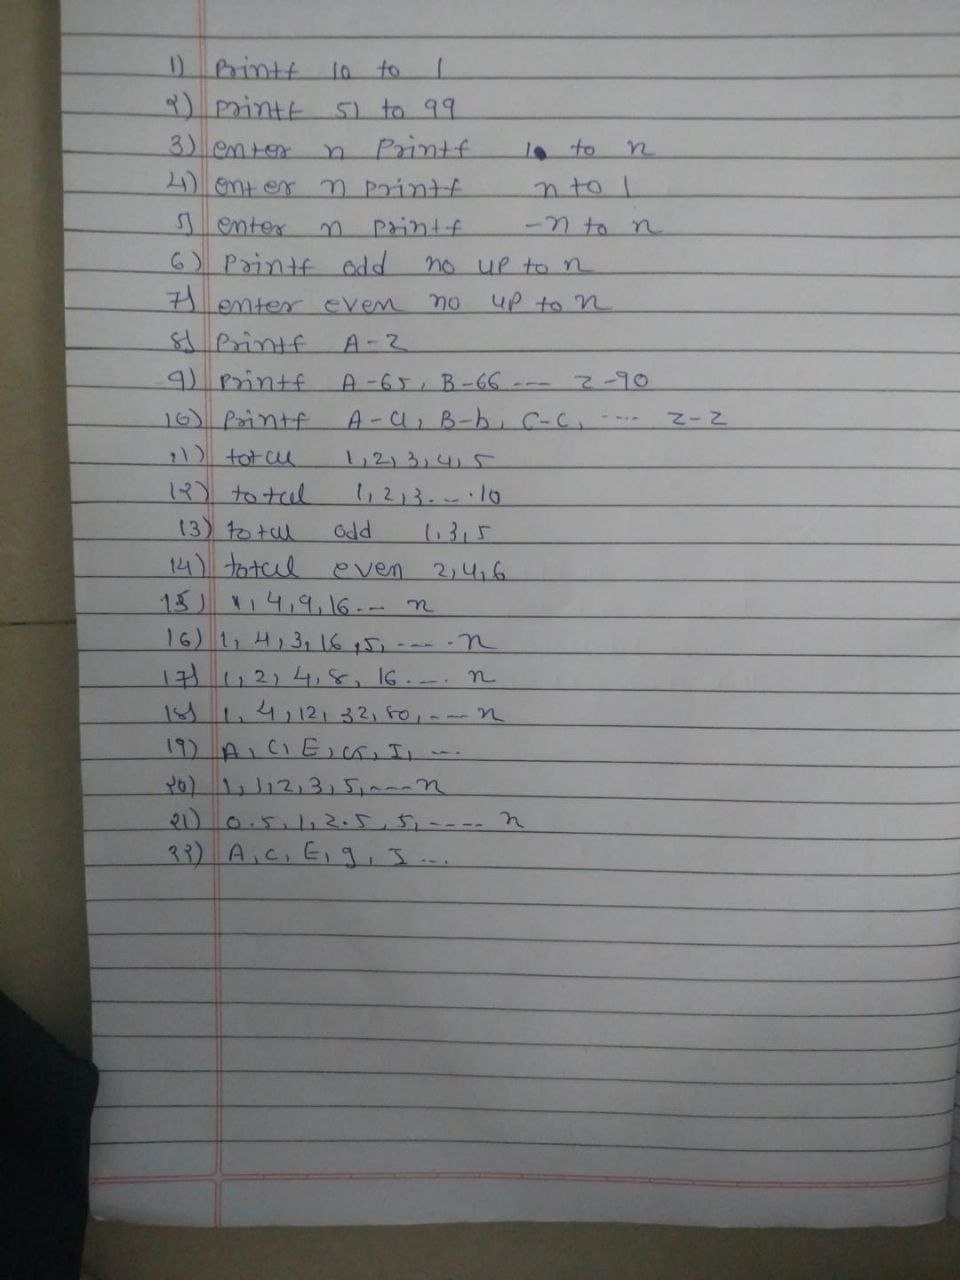 1) Printf 10 to 1
2) printf 51 to 99
3) enter n Printf 1 to n
4) enter n printf n to 1
5) enter n printf -n to n
6) Printf odd no up to n
7) enter even no up to n
8) Printf A-Z
9) printf A-65, B-66 --- Z-90
10) Printf A-a, B-b, C-c, ---- Z-z
11) total 1,2,3,4,5
12) total 1,2,3....10
13) total odd 1,3,5
14) total even 2,4,6
15) 1,4,9,16... n
16) 1,4,3,16,5,---- n
17) 1,2,4,8,16.... n
18) 1,4,12,32,80,--- n
19) A,C,E,G,I,---
20) 1,1,2,3,5,---- n
21) 0.5,1,2.5,5,---- n
22) A,c,E,g,I...